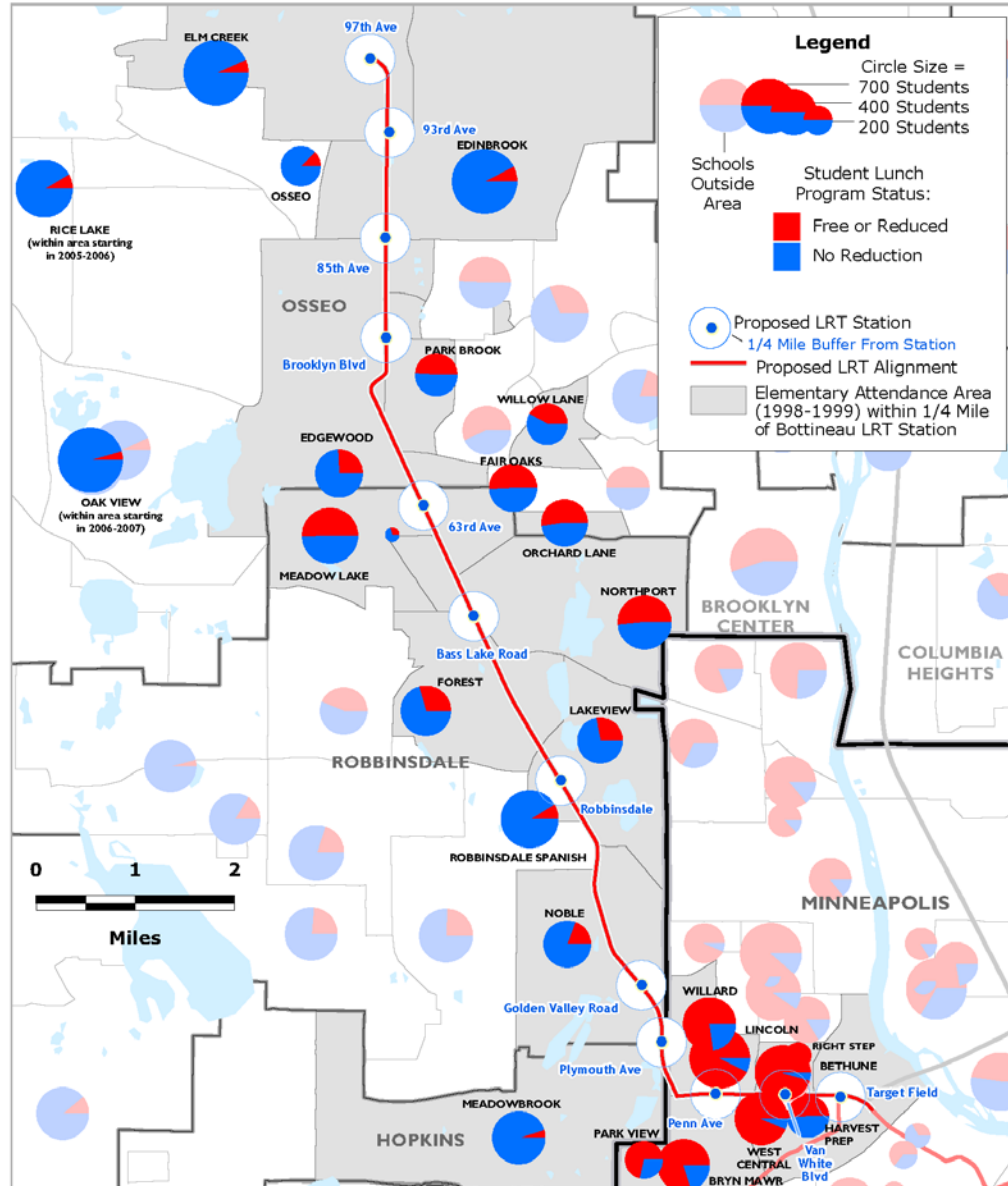 97th Ave
ELM CREEK
93rd Ave
EDINBROOK
OSSEO
RICE LAKE
(within area starting
in 2005-2006)
85th Ave
OSSEO
Brooklyn Blvd
PARK BROOK
WILLOW LANE
EDGEWOOD
FAIR OAKS
OAK VIEW
(within area starting
in 2006-2007)
63rd Ave
ORCHARD LANE
MEADOW LAKE
NORTHPORT
BROOKLYN
CENTER
COLUMBIA
HEIGHTS
Bass Lake Road
FOREST
LAKEVIEW
ROBBINSDALE
Robbinsdale
ROBBINSDALE SPANISH
0 1 2
Miles
MINNEAPOLIS
NOBLE
Golden Valley Road
WILLARD
LINCOLN
RIGHT STEP
BETHUNE
Plymouth Ave
Target Field
Penn Ave
MEADOWBROOK
HOPKINS
PARK VIEW
HARVEST
PREP
WEST
CENTRAL
Van
White
Blvd
BRYN MAWR
Legend
Circle Size =
700 Students
400 Students
200 Students
Schools
Outside
Area
Student Lunch
Program Status:
Free or Reduced
No Reduction
Proposed LRT Station
1/4 Mile Buffer From Station
Proposed LRT Alignment
Elementary Attendance Area
(1998-1999) within 1/4 Mile
of Bottineau LRT Station